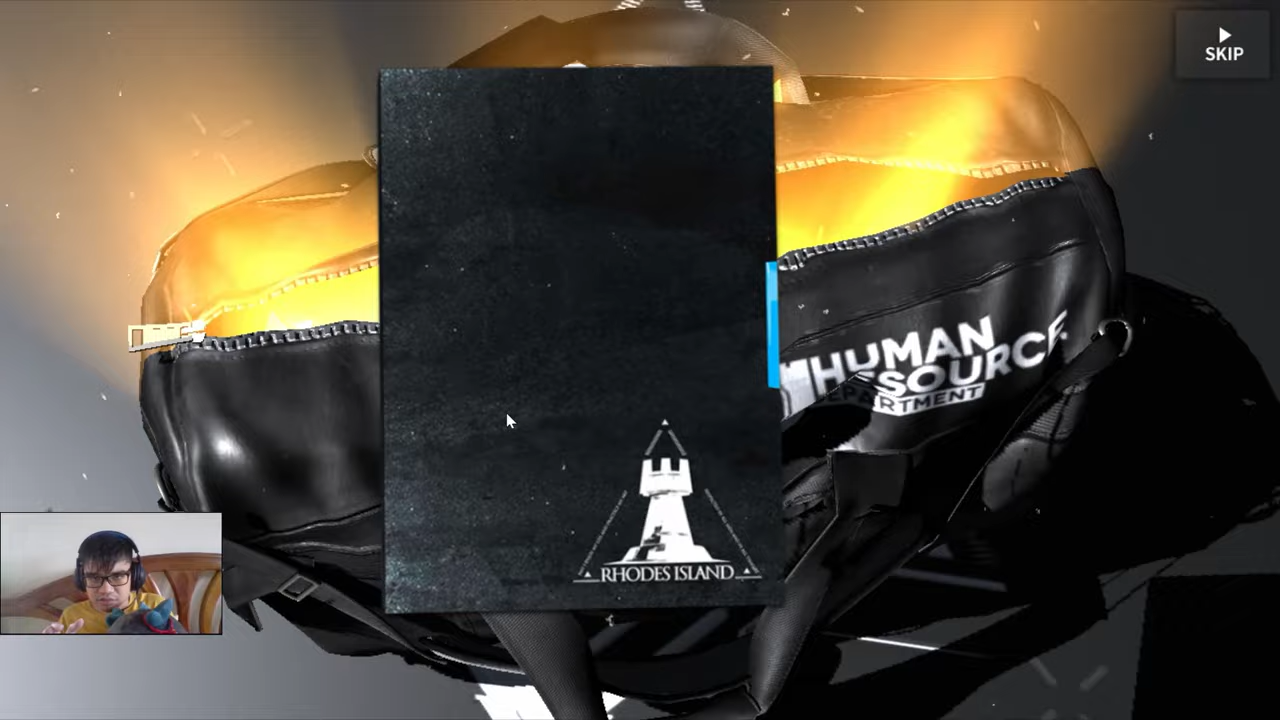 SKIP
HUMAN
RESOURCE
DEPARTMENT
RHODES ISLAND